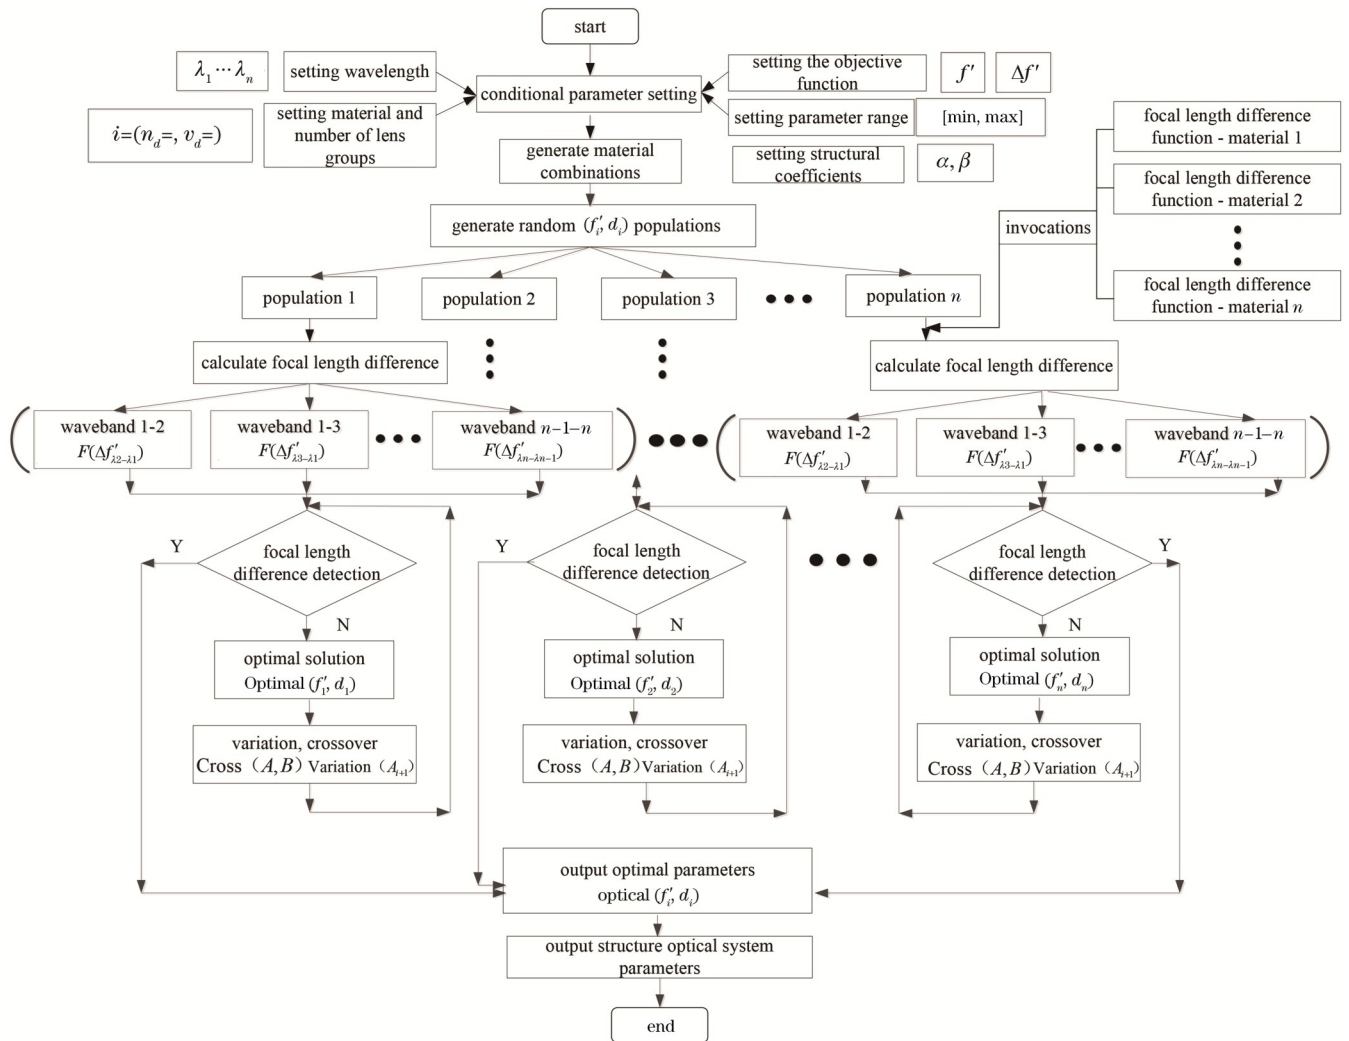 start
λ₁ ··· λₙ
setting wavelength
setting the objective
function
f′
Δf′
conditional parameter setting
i=(n_d=, v_d=)
setting material and
number of lens
groups
setting parameter range
[min, max]
generate material
combinations
setting structural
coefficients
α, β
focal length difference
function - material 1
focal length difference
function - material 2
invocations
focal length difference
function - material n
generate random (f′ᵢ, dᵢ) populations
population 1
population 2
population 3
population n
calculate focal length difference
calculate focal length difference
waveband 1-2
F(Δf′_λ2−λ1)
waveband 1-3
F(Δf′_λ3−λ1)
waveband n−1−n
F(Δf′_λn−λn−1)
waveband 1-2
F(Δf′_λ2−λ1)
waveband 1-3
F(Δf′_λ3−λ1)
waveband n−1−n
F(Δf′_λn−λn−1)
Y
focal length
difference detection
N
Y
focal length
difference detection
N
focal length
difference detection
Y
N
optimal solution
Optimal (f′₁, d₁)
optimal solution
Optimal (f′₂, d₂)
optimal solution
Optimal (f′ₙ, dₙ)
variation, crossover
Cross (A, B) Variation (Aᵢ₊₁)
variation, crossover
Cross (A, B) Variation (Aᵢ₊₁)
variation, crossover
Cross (A, B) Variation (Aᵢ₊₁)
output optimal parameters
optical (f′ᵢ, dᵢ)
output structure optical system
parameters
end